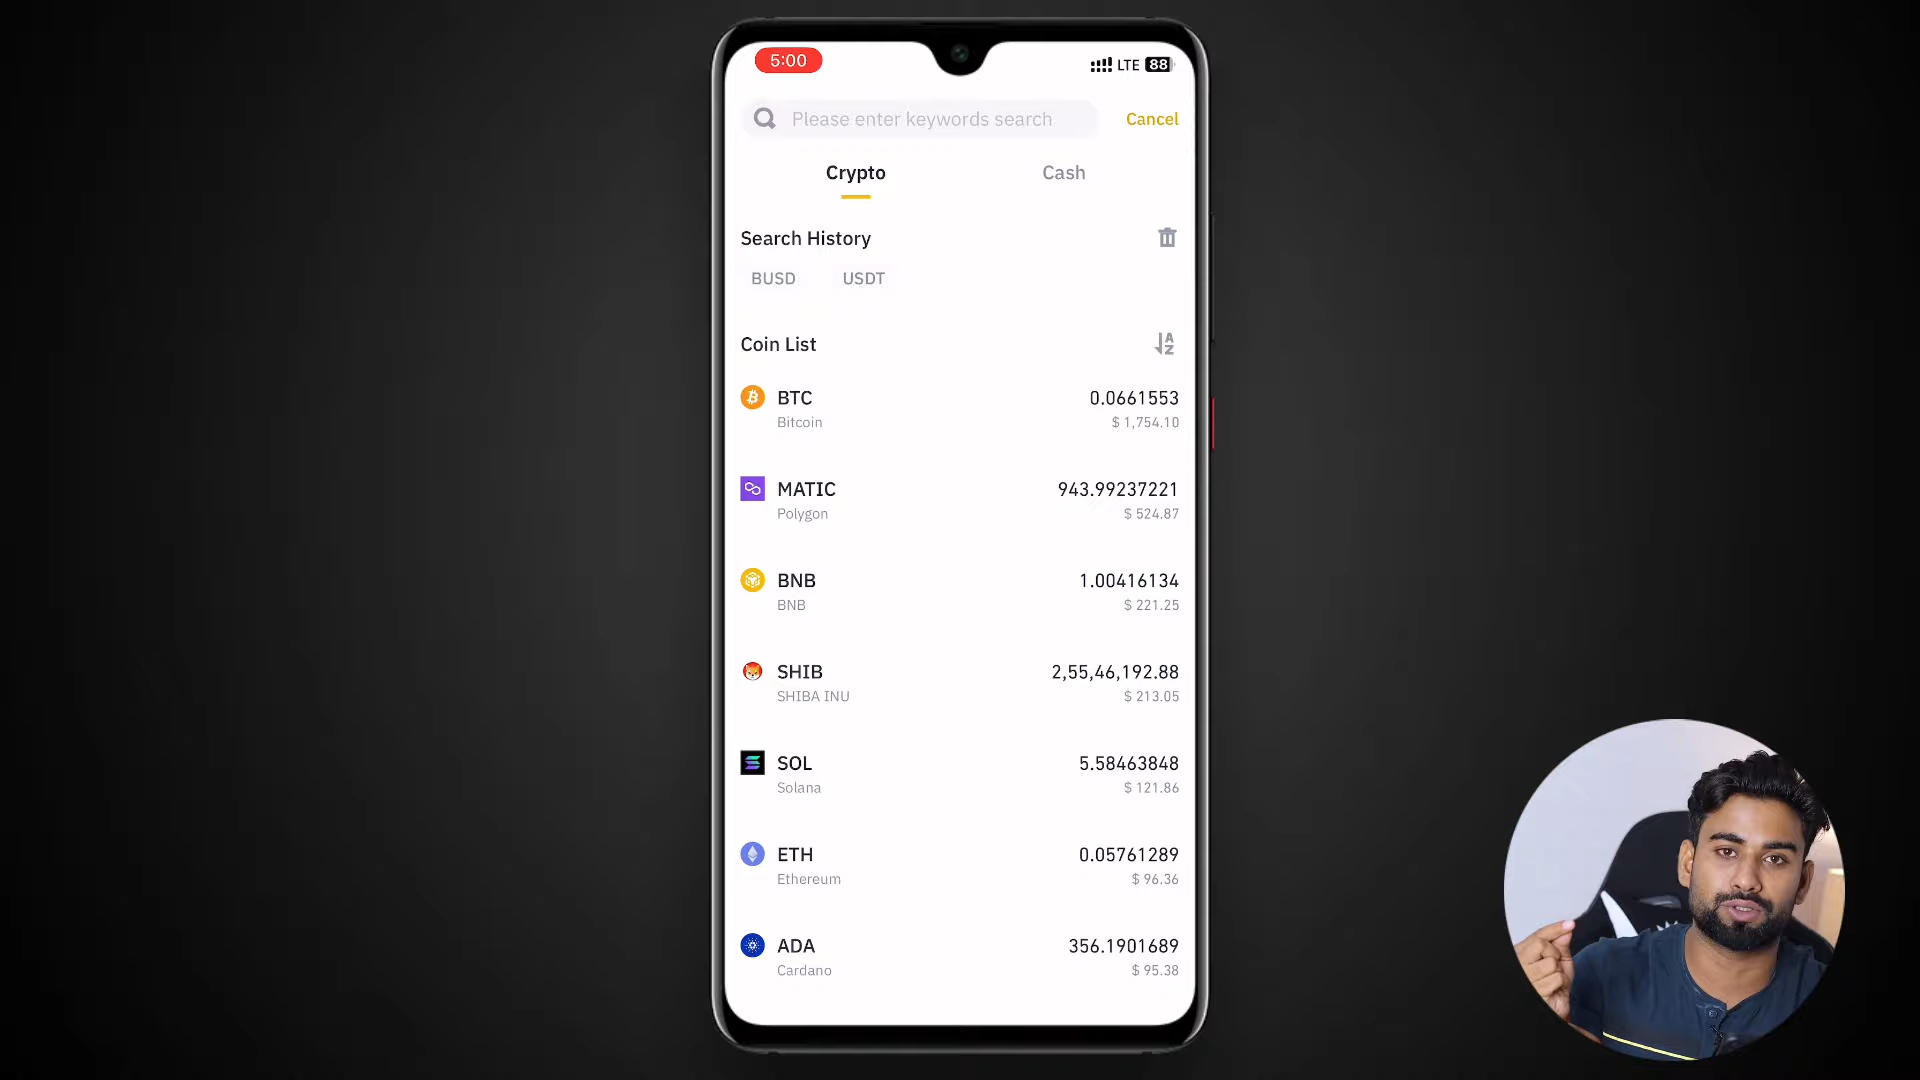 5:00 LTE 88
Please enter keywords search Cancel
Crypto Cash
Search History
BUSD USDT
Coin List
BTC 0.0661553
Bitcoin $ 1,754.10
MATIC 943.99237221
Polygon $ 524.87
BNB 1.00416134
BNB $ 221.25
SHIB 2,55,46,192.88
SHIBA INU $ 213.05
SOL 5.58463848
Solana $ 121.86
ETH 0.05761289
Ethereum $ 96.36
ADA 356.1901689
Cardano $ 95.38